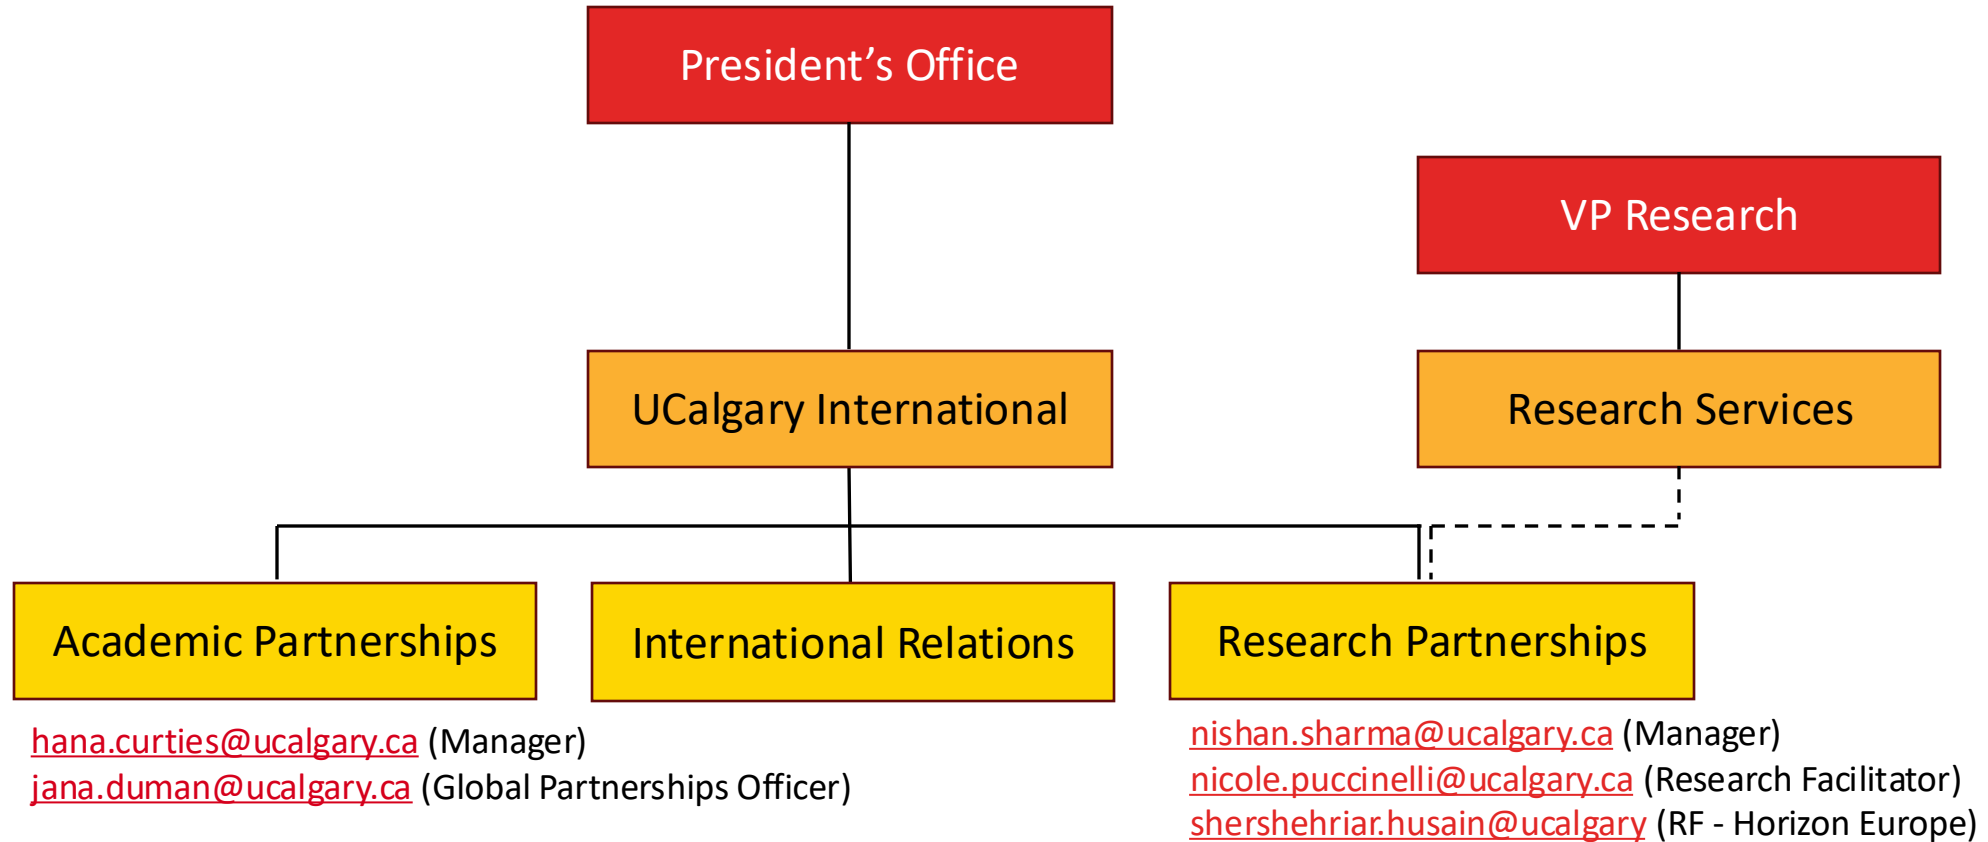 President’s Office
VP Research
UCalgary International
Research Services
Academic Partnerships
International Relations
Research Partnerships
hana.curties@ucalgary.ca (Manager)
jana.duman@ucalgary.ca (Global Partnerships Officer)
nishan.sharma@ucalgary.ca (Manager)
nicole.puccinelli@ucalgary.ca (Research Facilitator)
shershehriar.husain@ucalgary (RF - Horizon Europe)